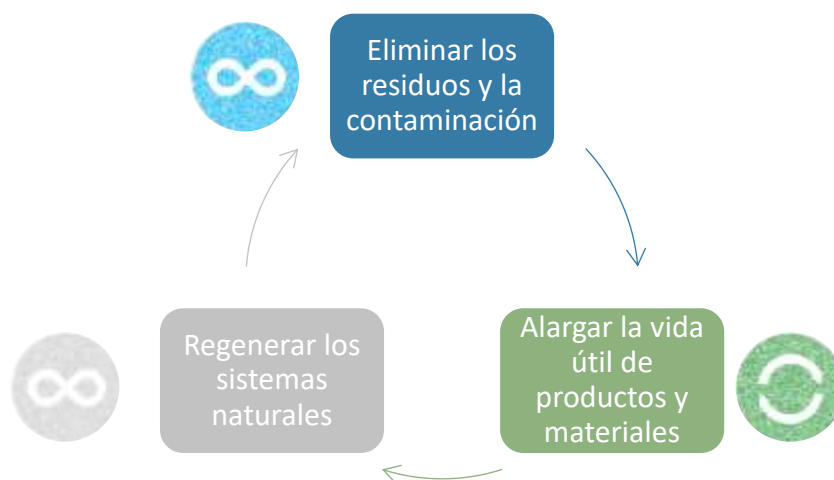 Eliminar los
residuos y la
contaminación
Alargar la vida
útil de
productos y
materiales
Regenerar los
sistemas
naturales